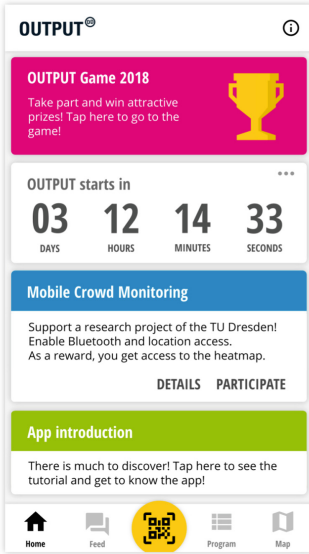 OUTPUT DD
OUTPUT Game 2018
Take part and win attractive
prizes! Tap here to go to the
game!
OUTPUT starts in
03 12 14 33
DAYS HOURS MINUTES SECONDS
Mobile Crowd Monitoring
Support a research project of the TU Dresden!
Enable Bluetooth and location access.
As a reward, you get access to the heatmap.
DETAILS PARTICIPATE
App introduction
There is much to discover! Tap here to see the
tutorial and get to know the app!
Home Feed Program Map